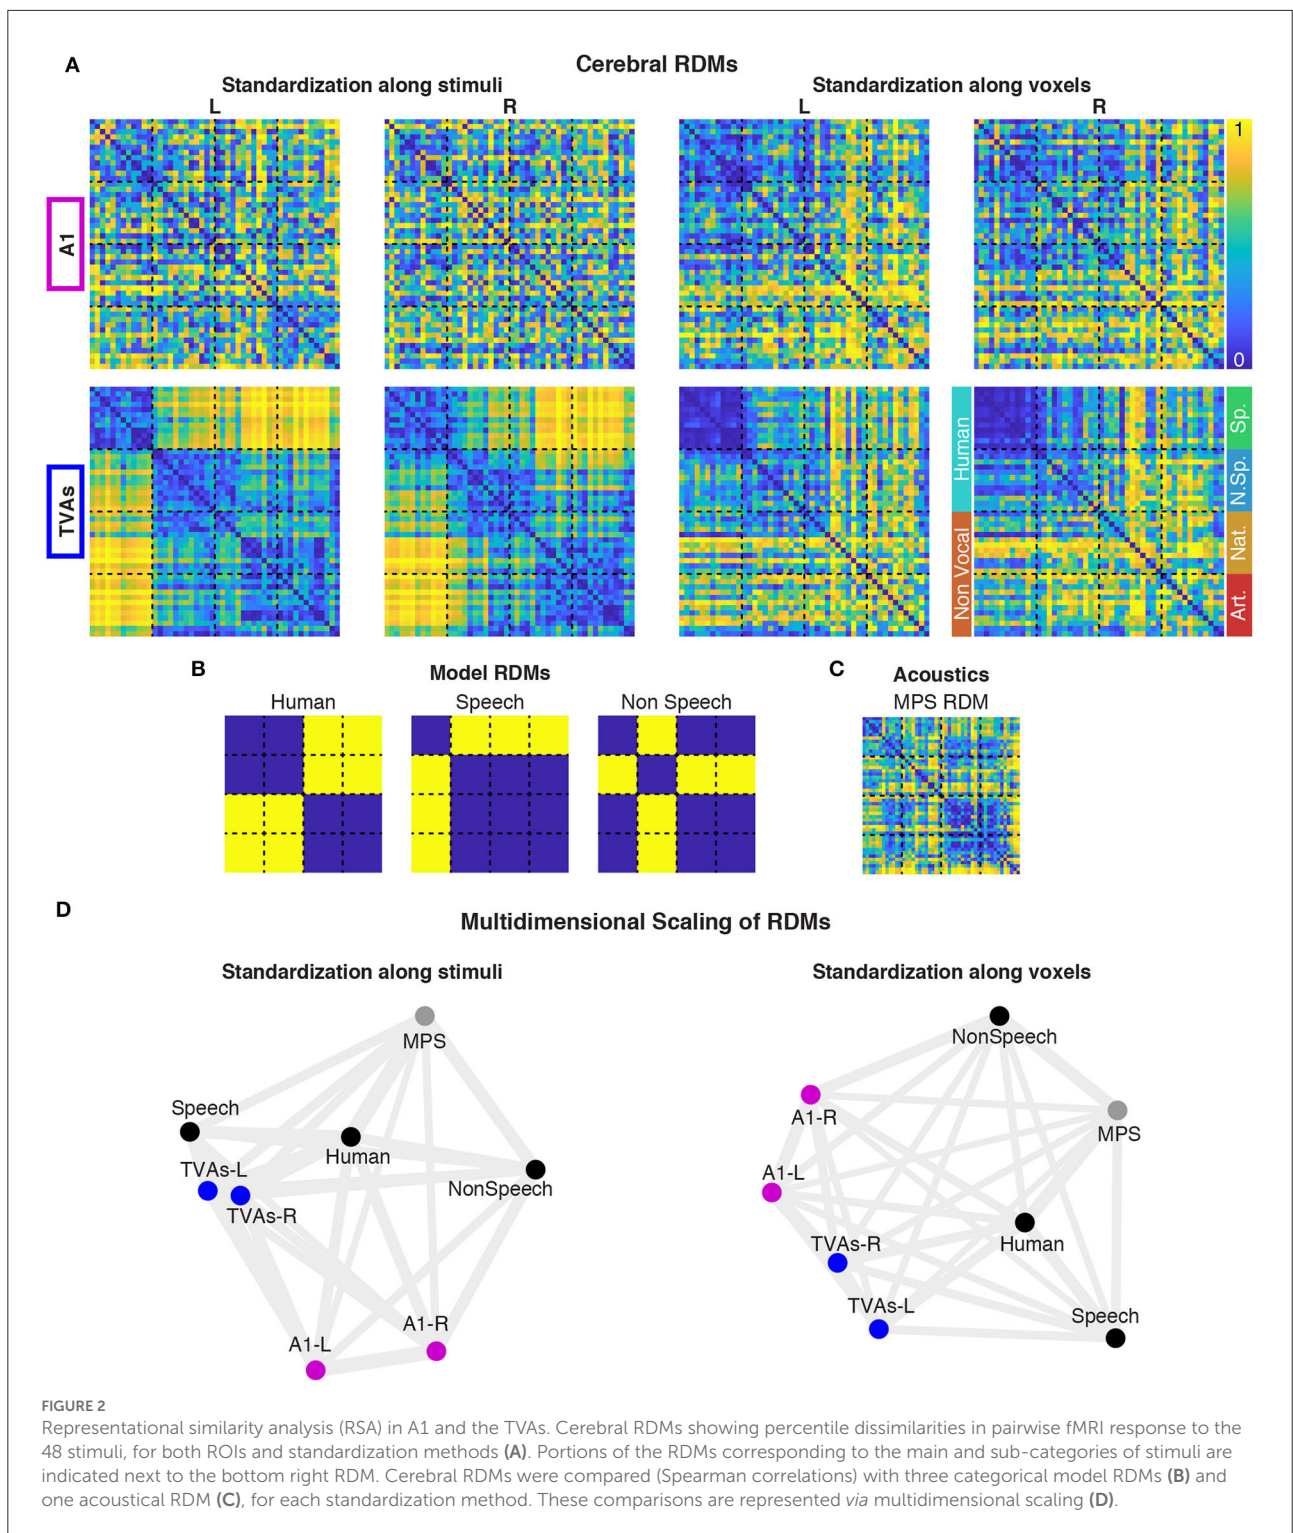 A
Cerebral RDMs
Standardization along stimuli
Standardization along voxels
L
R
L
R
A1
1
0
TVAs
Human
Non Vocal
Sp.
N.Sp.
Nat.
Art.
B
Model RDMs
Human
Speech
Non Speech
C
Acoustics
MPS RDM
D
Multidimensional Scaling of RDMs
Standardization along stimuli
Standardization along voxels
MPS
Speech
Human
TVAs-L
TVAs-R
NonSpeech
A1-L
A1-R
NonSpeech
A1-R
MPS
A1-L
TVAs-R
Human
TVAs-L
Speech
FIGURE 2
Representational similarity analysis (RSA) in A1 and the TVAs. Cerebral RDMs showing percentile dissimilarities in pairwise fMRI response to the
48 stimuli, for both ROIs and standardization methods (A). Portions of the RDMs corresponding to the main and sub-categories of stimuli are
indicated next to the bottom right RDM. Cerebral RDMs were compared (Spearman correlations) with three categorical model RDMs (B) and
one acoustical RDM (C), for each standardization method. These comparisons are represented via multidimensional scaling (D).